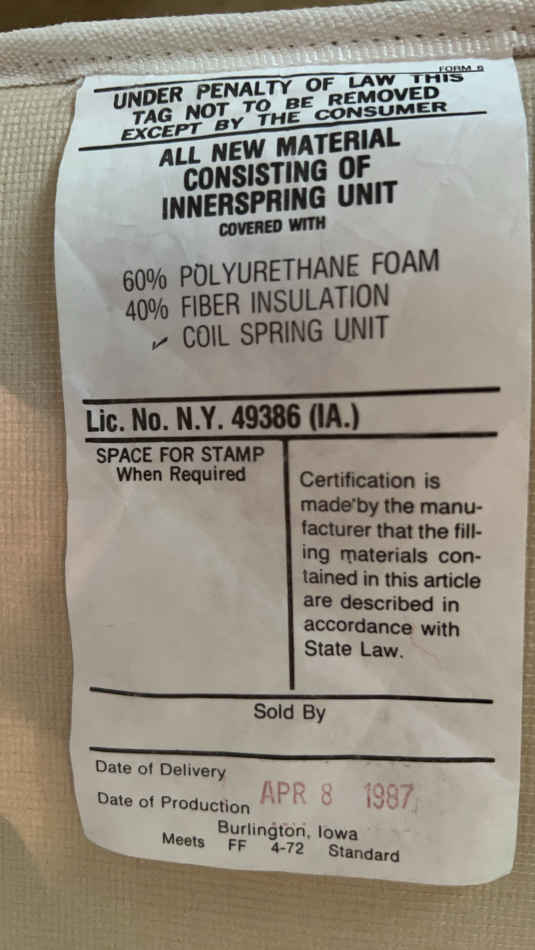 FORM 6
UNDER PENALTY OF LAW THIS
TAG NOT TO BE REMOVED
EXCEPT BY THE CONSUMER
ALL NEW MATERIAL
CONSISTING OF
INNERSPRING UNIT
COVERED WITH
60% POLYURETHANE FOAM
40% FIBER INSULATION
✓ COIL SPRING UNIT
Lic. No. N.Y. 49386 (IA.)
SPACE FOR STAMP
When Required
Certification is
made by the manu-
facturer that the fill-
ing materials con-
tained in this article
are described in
accordance with
State Law.
Sold By
Date of Delivery
Date of Production APR 8 1987
Burlington, Iowa
Meets FF 4-72 Standard